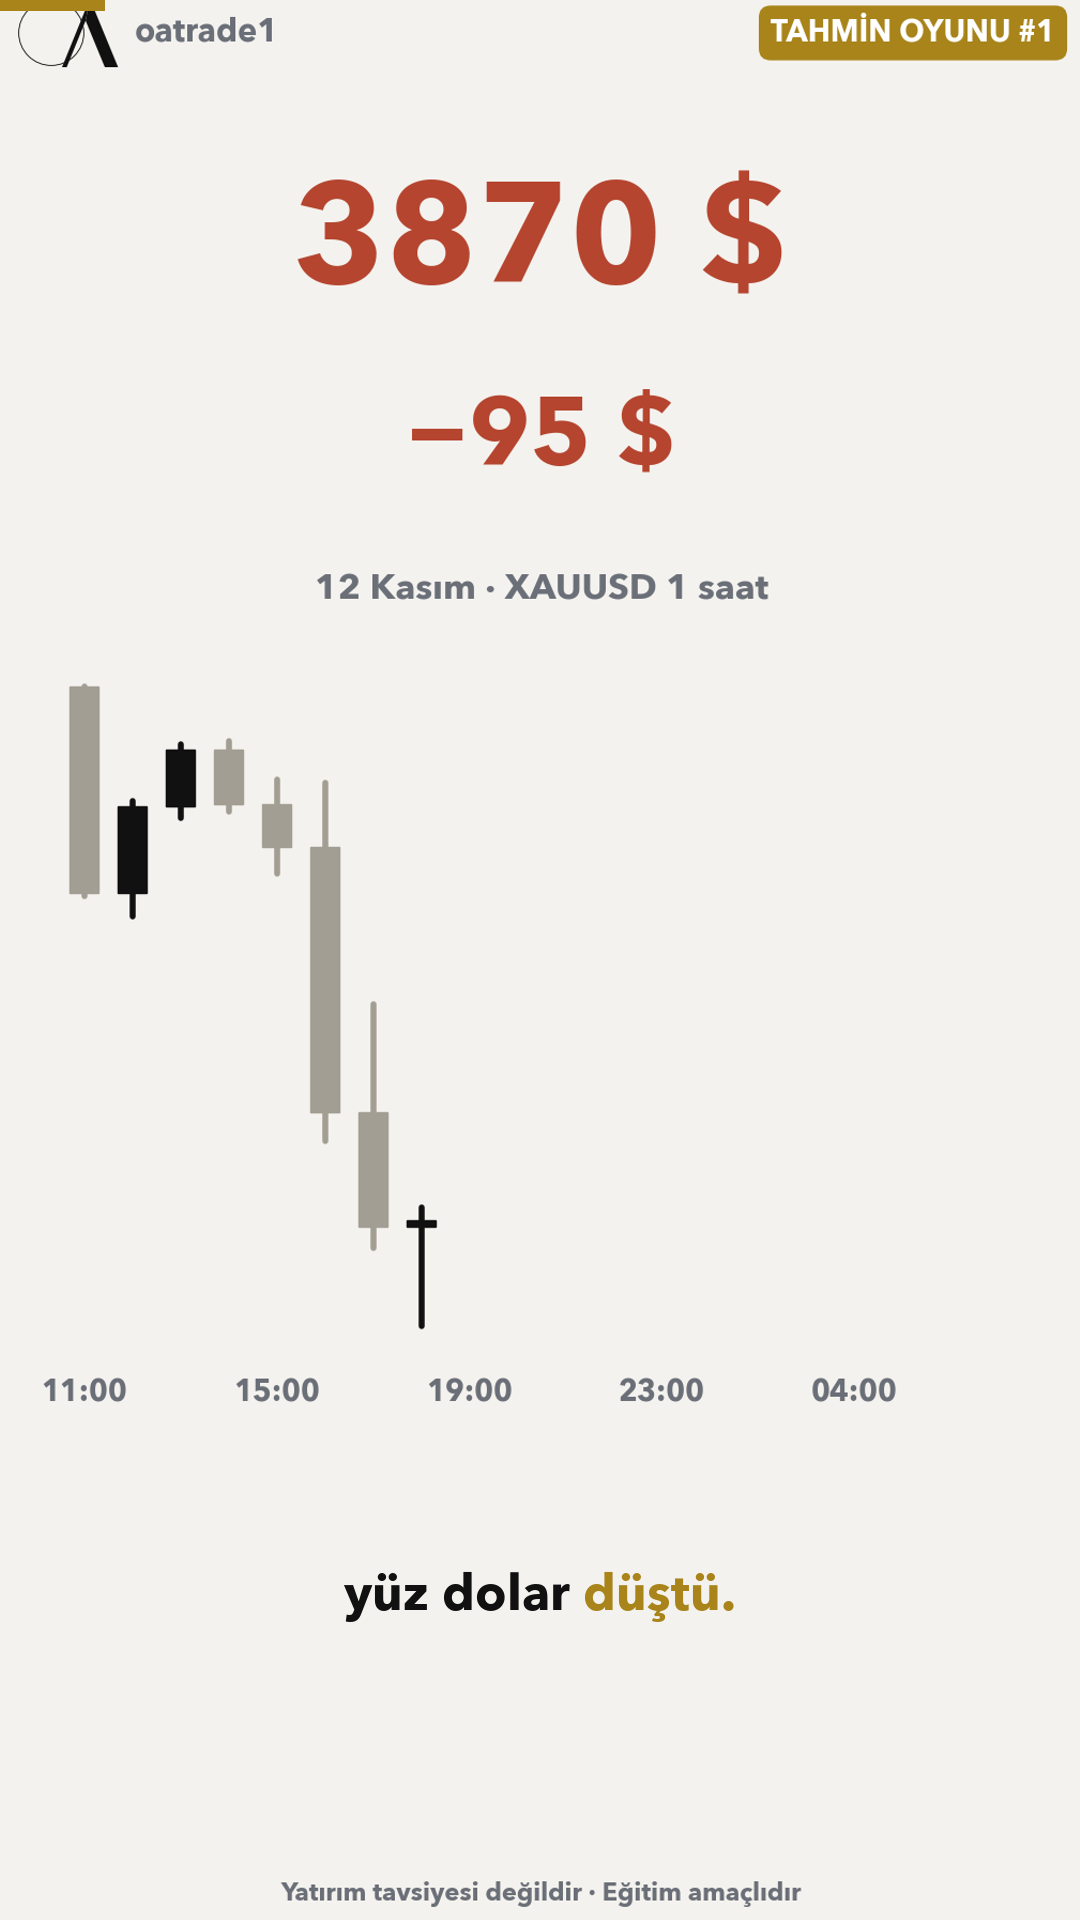 oatrade1
TAHMİN OYUNU #1
3870 $
–95 $
12 Kasım · XAUUSD 1 saat
11:00 15:00 19:00 23:00 04:00
yüz dolar düştü.
Yatırım tavsiyesi değildir · Eğitim amaçlıdır